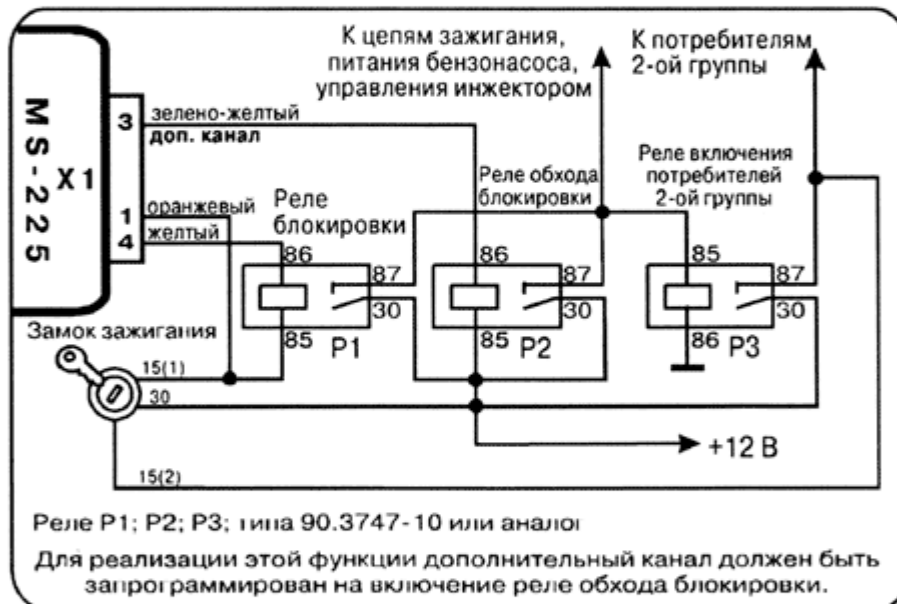 К цепям зажигания,
питания бензонасоса,
управления инжектором
К потребителям
2-ой группы
MS-225
X1
3
зелено-желтый
доп. канал
1
оранжевый
4
желтый
Реле
блокировки
Реле обхода
блокировки
Реле включения
потребителей
2-ой группы
86
87
30
85
P1
86
87
30
85
P2
85
87
30
86
P3
Замок зажигания
15(1)
30
15(2)
+12 В
Реле Р1; Р2; Р3; типа 90.3747-10 или аналог
Для реализации этой функции дополнительный канал должен быть
запрограммирован на включение реле обхода блокировки.